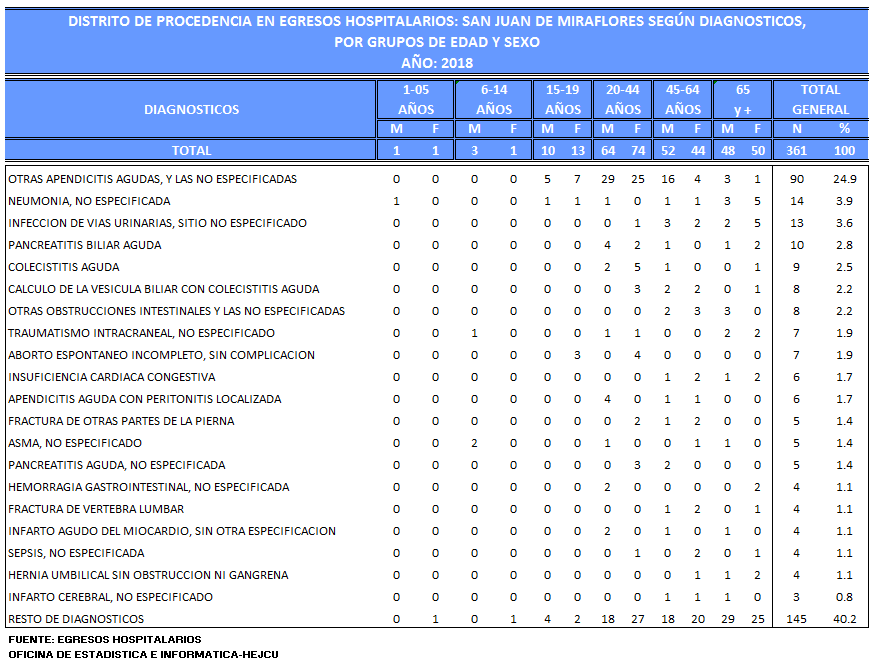 DISTRITO DE PROCEDENCIA EN EGRESOS HOSPITALARIOS: SAN JUAN DE MIRAFLORES SEGÚN DIAGNOSTICOS,
POR GRUPOS DE EDAD Y SEXO
AÑO: 2018
DIAGNOSTICOS 1-05 AÑOS 6-14 AÑOS 15-19 AÑOS 20-44 AÑOS 45-64 AÑOS 65 y + TOTAL GENERAL
M F M F M F M F M F M F N %
TOTAL 1 1 3 1 10 13 64 74 52 44 48 50 361 100
OTRAS APENDICITIS AGUDAS, Y LAS NO ESPECIFICADAS 0 0 0 0 5 7 29 25 16 4 3 1 90 24.9
NEUMONIA, NO ESPECIFICADA 1 0 0 0 1 1 1 0 1 1 3 5 14 3.9
INFECCION DE VIAS URINARIAS, SITIO NO ESPECIFICADO 0 0 0 0 0 0 0 1 3 2 2 5 13 3.6
PANCREATITIS BILIAR AGUDA 0 0 0 0 0 0 4 2 1 0 1 2 10 2.8
COLECISTITIS AGUDA 0 0 0 0 0 0 2 5 1 0 0 1 9 2.5
CALCULO DE LA VESICULA BILIAR CON COLECISTITIS AGUDA 0 0 0 0 0 0 0 3 2 2 0 1 8 2.2
OTRAS OBSTRUCCIONES INTESTINALES Y LAS NO ESPECIFICADAS 0 0 0 0 0 0 0 0 2 3 3 0 8 2.2
TRAUMATISMO INTRACRANEAL, NO ESPECIFICADO 0 0 1 0 0 0 1 1 0 0 2 2 7 1.9
ABORTO ESPONTANEO INCOMPLETO, SIN COMPLICACION 0 0 0 0 0 3 0 4 0 0 0 0 7 1.9
INSUFICIENCIA CARDIACA CONGESTIVA 0 0 0 0 0 0 0 0 1 2 1 2 6 1.7
APENDICITIS AGUDA CON PERITONITIS LOCALIZADA 0 0 0 0 0 0 4 0 1 1 0 0 6 1.7
FRACTURA DE OTRAS PARTES DE LA PIERNA 0 0 0 0 0 0 0 2 1 2 0 0 5 1.4
ASMA, NO ESPECIFICADO 0 0 2 0 0 0 1 0 0 1 1 0 5 1.4
PANCREATITIS AGUDA, NO ESPECIFICADA 0 0 0 0 0 0 0 3 2 0 0 0 5 1.4
HEMORRAGIA GASTROINTESTINAL, NO ESPECIFICADA 0 0 0 0 0 0 2 0 0 0 0 2 4 1.1
FRACTURA DE VERTEBRA LUMBAR 0 0 0 0 0 0 0 0 1 2 0 1 4 1.1
INFARTO AGUDO DEL MIOCARDIO, SIN OTRA ESPECIFICACION 0 0 0 0 0 0 2 0 1 0 1 0 4 1.1
SEPSIS, NO ESPECIFICADA 0 0 0 0 0 0 0 1 0 2 0 1 4 1.1
HERNIA UMBILICAL SIN OBSTRUCCION NI GANGRENA 0 0 0 0 0 0 0 0 0 1 1 2 4 1.1
INFARTO CEREBRAL, NO ESPECIFICADO 0 0 0 0 0 0 0 0 1 1 1 0 3 0.8
RESTO DE DIAGNOSTICOS 0 1 0 1 4 2 18 27 18 20 29 25 145 40.2
FUENTE: EGRESOS HOSPITALARIOS
OFICINA DE ESTADISTICA E INFORMATICA-HEJCU